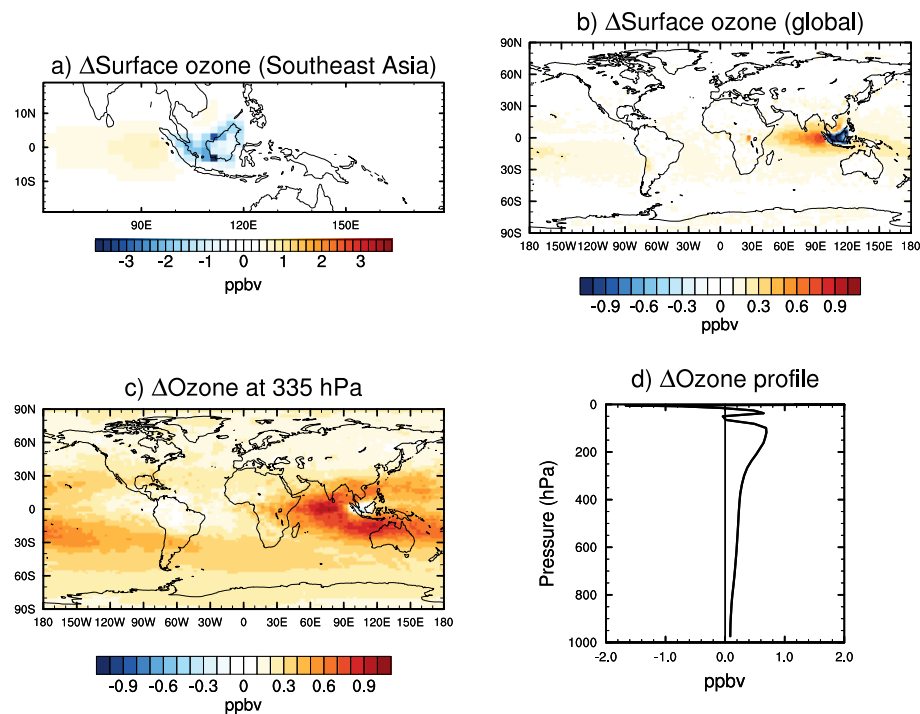 a) ΔSurface ozone (Southeast Asia)
10N
0
10S
90E 120E 150E
-3 -2 -1 0 1 2 3
ppbv
b) ΔSurface ozone (global)
90N
60N
30N
0
30S
60S
90S
180 150W 120W 90W 60W 30W 0 30E 60E 90E 120E 150E 180
-0.9 -0.6 -0.3 0 0.3 0.6 0.9
ppbv
c) ΔOzone at 335 hPa
90N
60N
30N
0
30S
60S
90S
180 150W 120W 90W 60W 30W 0 30E 60E 90E 120E 150E 180
-0.9 -0.6 -0.3 0 0.3 0.6 0.9
ppbv
d) ΔOzone profile
Pressure (hPa)
0
200
400
600
800
1000
-2.0 -1.0 0.0 1.0 2.0
ppbv